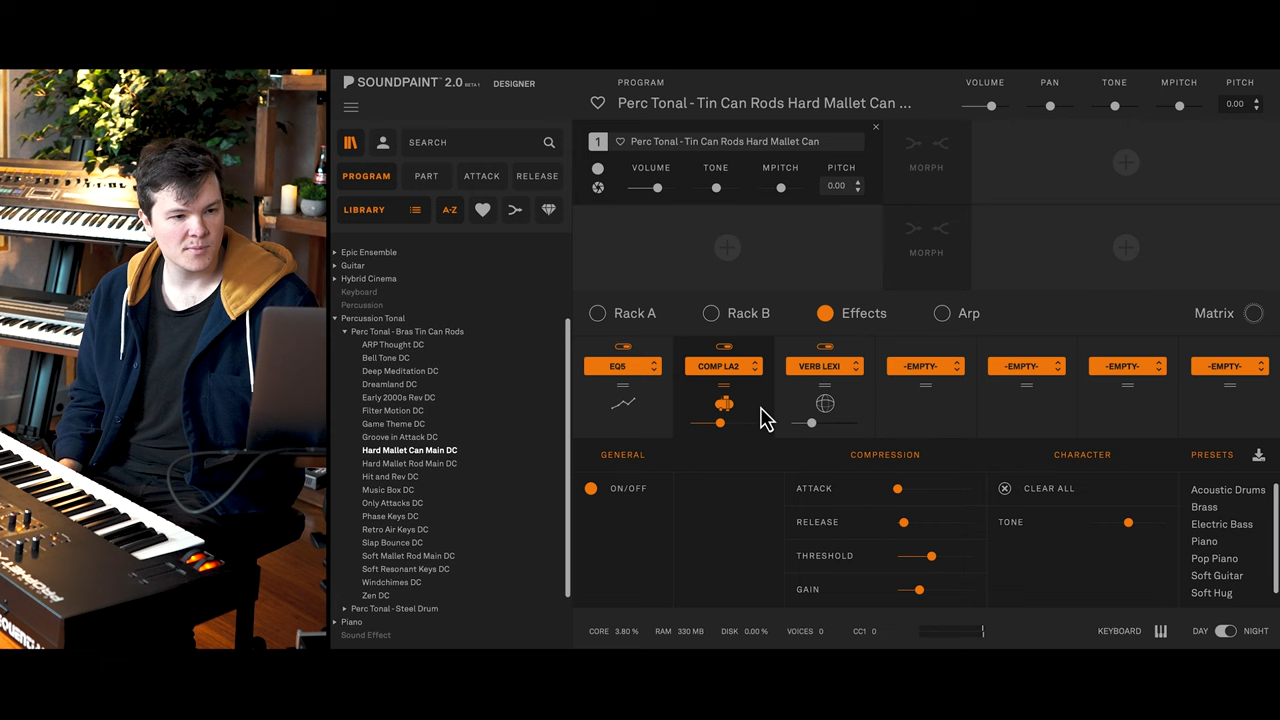 SOUNDPAINT™ 2.0 BETA 1 DESIGNER
PROGRAM
Perc Tonal - Tin Can Rods Hard Mallet Can ...
VOLUME PAN TONE MPITCH PITCH
0.00
SEARCH
PROGRAM PART ATTACK RELEASE
LIBRARY A-Z
Epic Ensemble
Guitar
Hybrid Cinema
Keyboard
Percussion
Percussion Tonal
Perc Tonal - Bras Tin Can Rods
ARP Thought DC
Bell Tone DC
Deep Meditation DC
Dreamland DC
Early 2000s Rev DC
Filter Motion DC
Game Theme DC
Groove in Attack DC
Hard Mallet Can Main DC
Hard Mallet Rod Main DC
Hit and Rev DC
Music Box DC
Only Attacks DC
Phase Keys DC
Retro Air Keys DC
Slap Bounce DC
Soft Mallet Rod Main DC
Soft Resonant Keys DC
Windchimes DC
Zen DC
Perc Tonal - Steel Drum
Piano
Sound Effect
1 Perc Tonal - Tin Can Rods Hard Mallet Can
VOLUME TONE MPITCH PITCH
0.00
MORPH
MORPH
Rack A Rack B Effects Arp Matrix
EQ5 COMP LA2 VERB LEXI -EMPTY- -EMPTY- -EMPTY- -EMPTY-
GENERAL COMPRESSION CHARACTER PRESETS
ON/OFF
ATTACK
RELEASE
THRESHOLD
GAIN
CLEAR ALL
TONE
Acoustic Drums
Brass
Electric Bass
Piano
Pop Piano
Soft Guitar
Soft Hug
CORE 3.80 % RAM 330 MB DISK 0.00 % VOICES 0 CC1 0 KEYBOARD DAY NIGHT
PROPHET